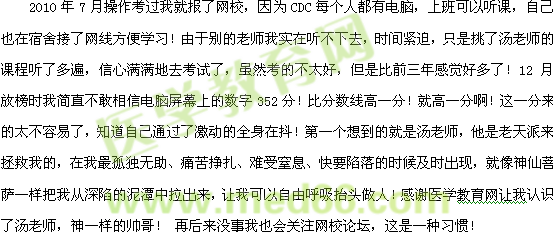 2010 年 7 月操作考过我就报了网校，因为 CDC 每个人都有电脑，上班可以听课，自己
也在宿舍接了网线方便学习！由于别的老师我实在听不下去，时间紧迫，只是挑了汤老师的
课程听了多遍，信心满满地去考试了，虽然考的不太好，但是比前三年感觉好多了！12 月
放榜时我简直不敢相信电脑屏幕上的数字 352 分！比分数线高一分！就高一分啊！这一分来
的太不容易了，知道自己通过了激动的全身在抖！第一个想到的就是汤老师，他是老天派来
拯救我的，在我最孤独无助、痛苦挣扎、难受窒息、快要陷落的时候及时出现，就像神仙菩
萨一样把我从深陷的泥潭中拉出来，让我可以自由呼吸抬头做人！感谢医学教育网让我认识
了汤老师，神一样的帅哥！ 再后来没事我也会关注网校论坛，这是一种习惯！
医学教育网
www.med66.com